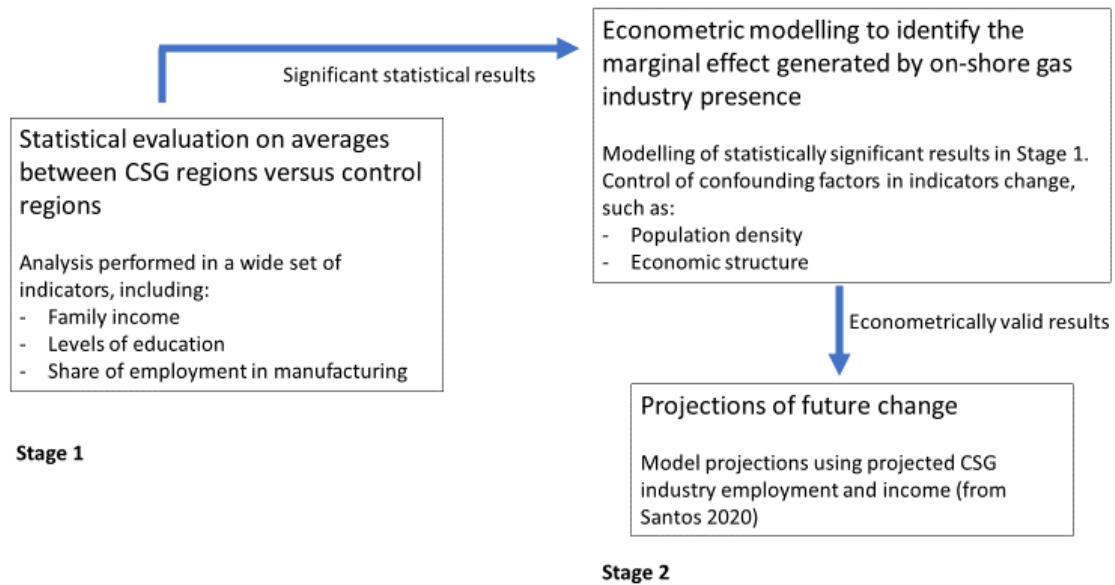 Significant statistical results
Statistical evaluation on averages
between CSG regions versus control
regions
Analysis performed in a wide set of
indicators, including:
- Family income
- Levels of education
- Share of employment in manufacturing
Stage 1
Econometric modelling to identify the
marginal effect generated by on-shore gas
industry presence
Modelling of statistically significant results in Stage 1.
Control of confounding factors in indicators change,
such as:
- Population density
- Economic structure
Econometrically valid results
Projections of future change
Model projections using projected CSG
industry employment and income (from
Santos 2020)
Stage 2